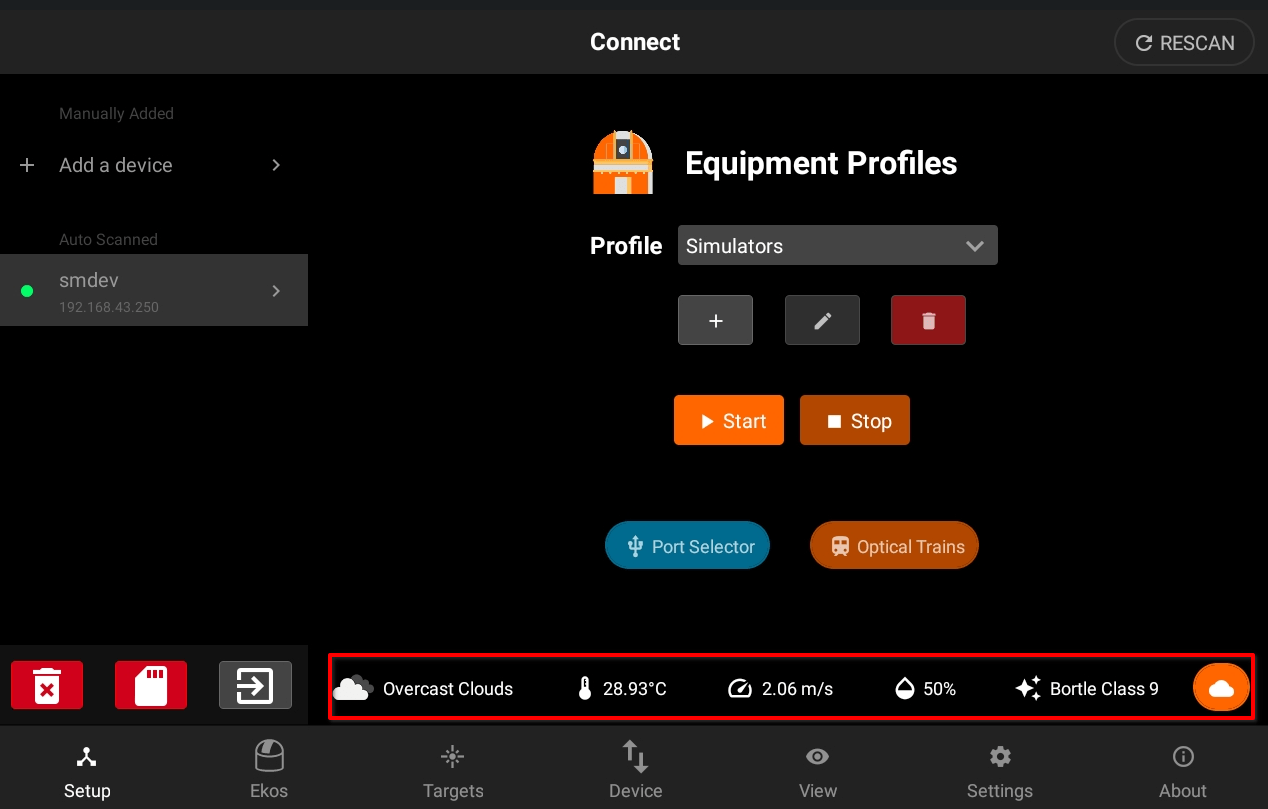 Connect
RESCAN
Manually Added
Add a device
Auto Scanned
smdev
192.168.43.250
Equipment Profiles
Profile Simulators
Start Stop
Port Selector Optical Trains
Overcast Clouds 28.93°C 2.06 m/s 50% Bortle Class 9
Setup Ekos Targets Device View Settings About